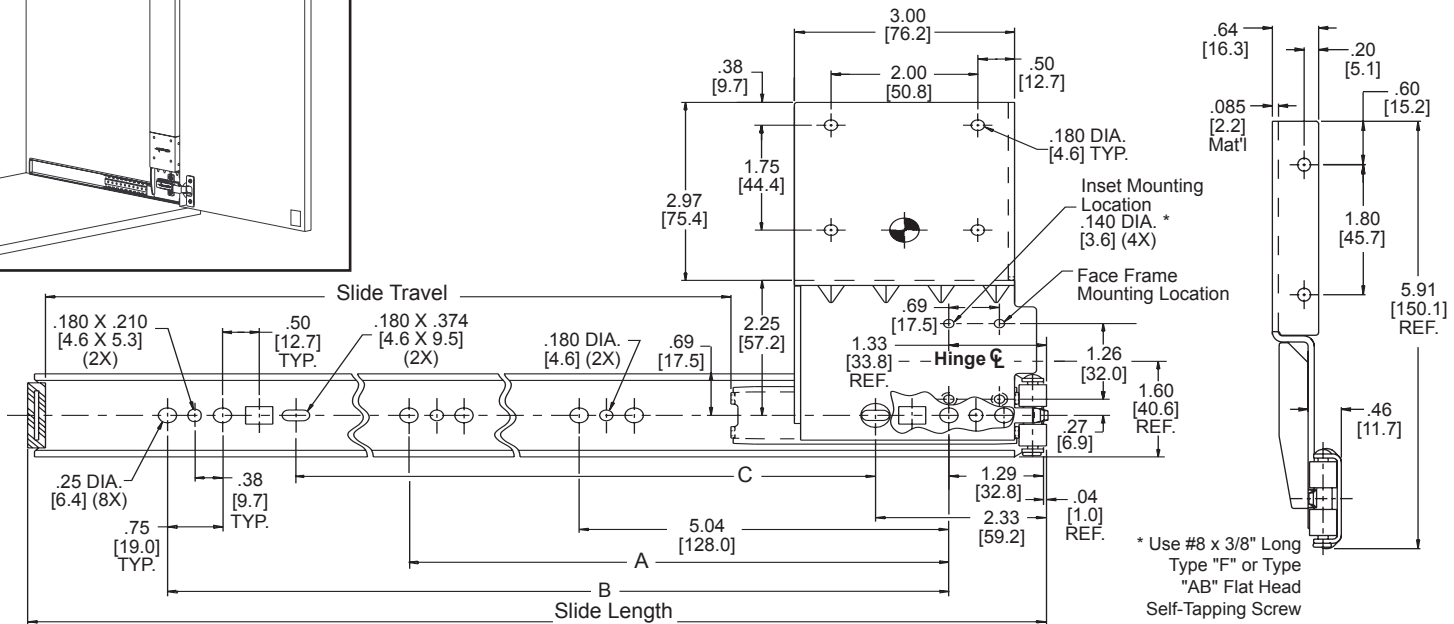 3.00
[76.2]
.38
[9.7]
2.00
[50.8]
.50
[12.7]
.64
[16.3]
.20
[5.1]
.60
[15.2]
.085
[2.2]
Mat'l
.180 DIA.
[4.6] TYP.
1.75
[44.4]
2.97
[75.4]
Inset Mounting
Location
.140 DIA. *
[3.6] (4X)
Face Frame
Mounting Location
1.80
[45.7]
5.91
[150.1]
REF.
Slide Travel
.180 X .210
[4.6 X 5.3]
(2X)
.50
[12.7]
TYP.
.180 X .374
[4.6 X 9.5]
(2X)
.180 DIA.
[4.6] (2X)
.69
[17.5]
2.25
[57.2]
.69
[17.5]
1.33
[33.8]
REF.
Hinge ℄
1.26
[32.0]
1.60
[40.6]
REF.
.27
[6.9]
.46
[11.7]
.25 DIA.
[6.4] (8X)
.38
[9.7]
TYP.
C
1.29
[32.8]
.04
[1.0]
REF.
.75
[19.0]
TYP.
5.04
[128.0]
2.33
[59.2]
A
B
Slide Length
* Use #8 x 3/8" Long
Type "F" or Type
"AB" Flat Head
Self-Tapping Screw